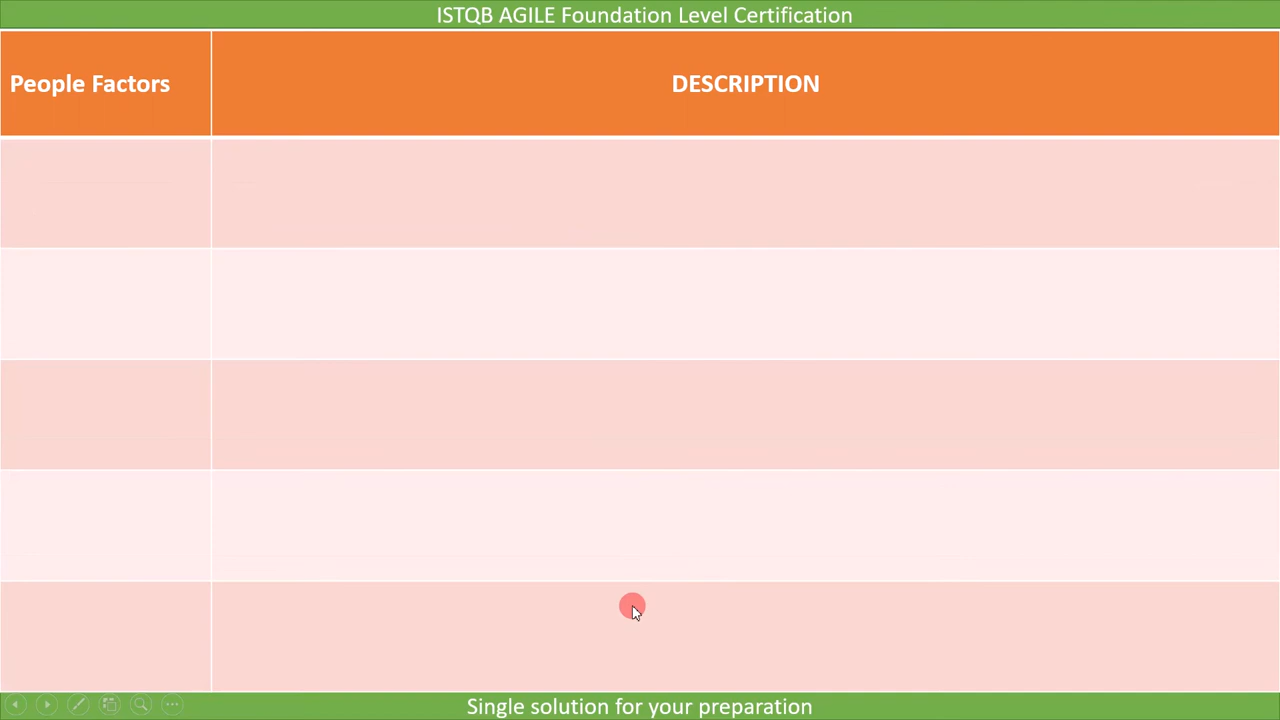 ISTQB AGILE Foundation Level Certification
People Factors
DESCRIPTION
Single solution for your preparation